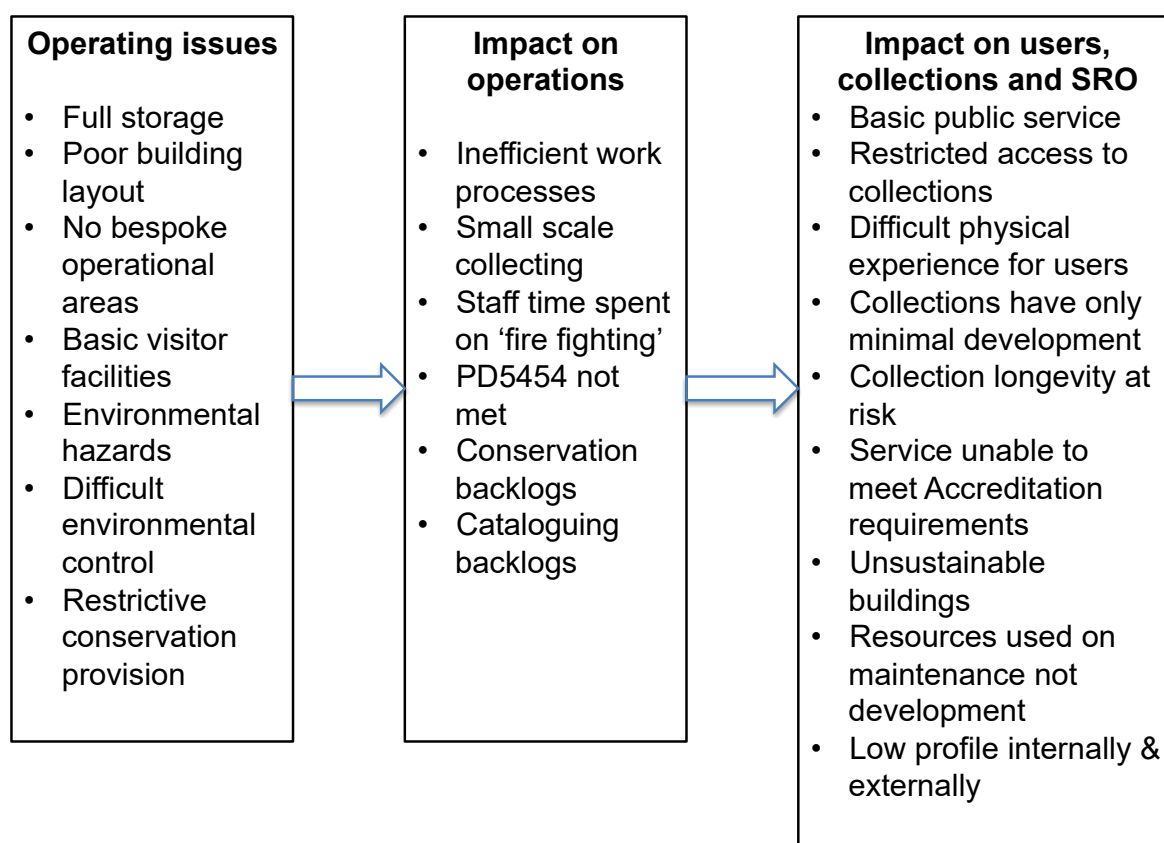 Operating issues
• Full storage
• Poor building
layout
• No bespoke
operational
areas
• Basic visitor
facilities
• Environmental
hazards
• Difficult
environmental
control
• Restrictive
conservation
provision
Impact on
operations
• Inefficient work
processes
• Small scale
collecting
• Staff time spent
on ‘fire fighting’
• PD5454 not
met
• Conservation
backlogs
• Cataloguing
backlogs
Impact on users,
collections and SRO
• Basic public service
• Restricted access to
collections
• Difficult physical
experience for users
• Collections have only
minimal development
• Collection longevity at
risk
• Service unable to
meet Accreditation
requirements
• Unsustainable
buildings
• Resources used on
maintenance not
development
• Low profile internally &
externally